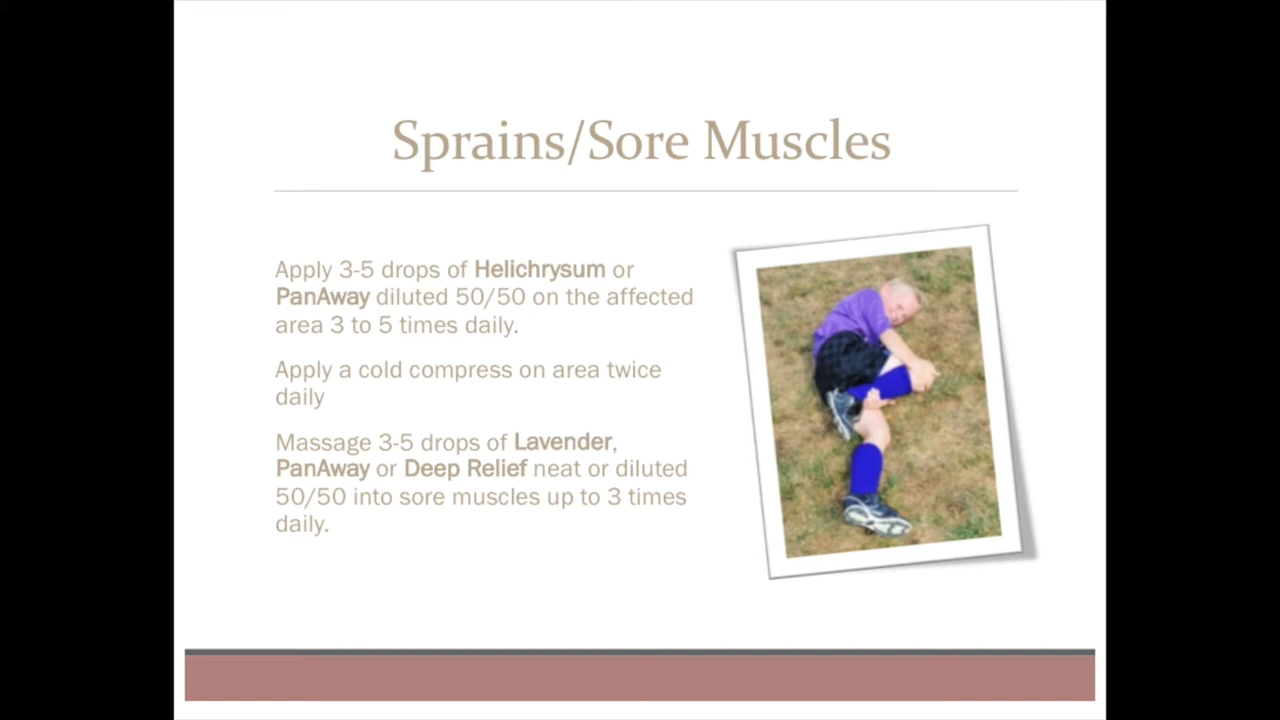 Sprains/Sore Muscles
Apply 3-5 drops of Helichrysum or
PanAway diluted 50/50 on the affected
area 3 to 5 times daily.
Apply a cold compress on area twice
daily
Massage 3-5 drops of Lavender,
PanAway or Deep Relief neat or diluted
50/50 into sore muscles up to 3 times
daily.